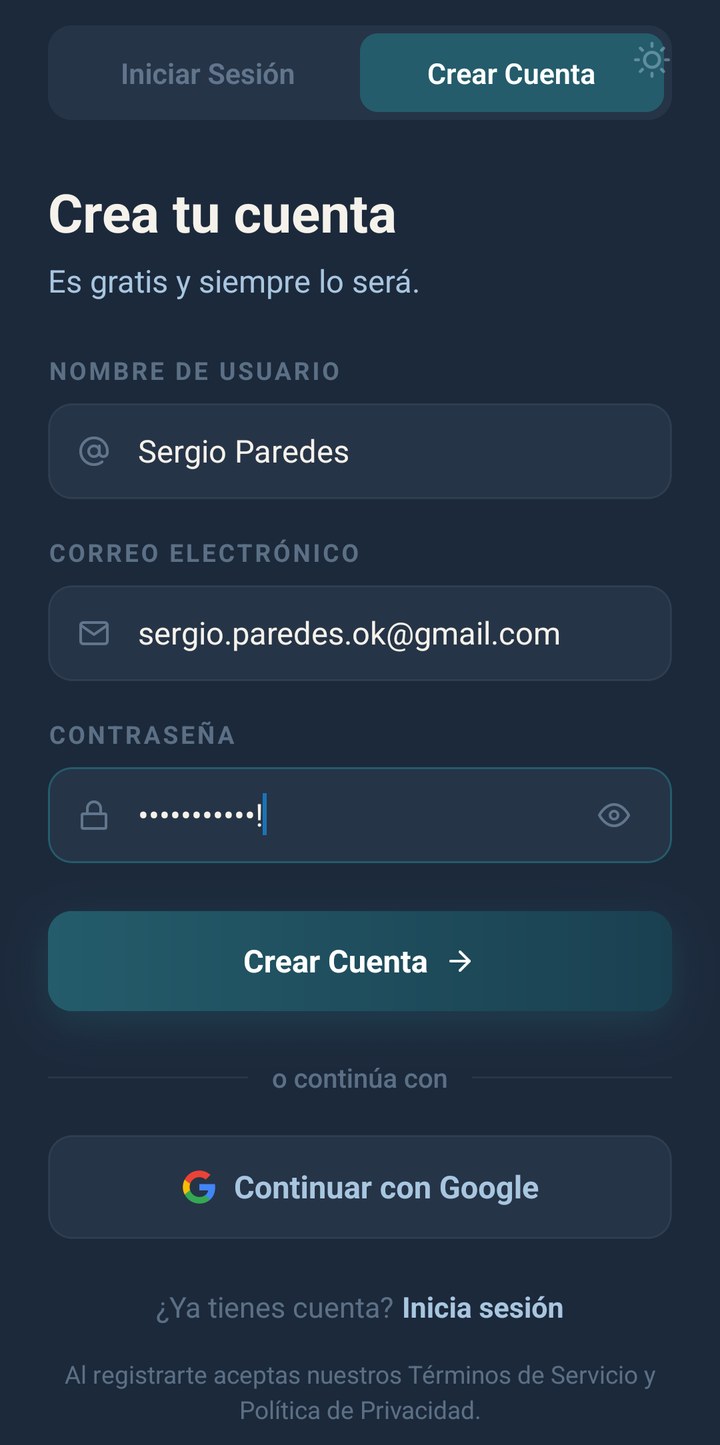 Iniciar Sesión
Crear Cuenta
Crea tu cuenta
Es gratis y siempre lo será.
NOMBRE DE USUARIO
@ Sergio Paredes
CORREO ELECTRÓNICO
sergio.paredes.ok@gmail.com
CONTRASEÑA
•••••••••••!
Crear Cuenta →
o continúa con
Continuar con Google
¿Ya tienes cuenta? Inicia sesión
Al registrarte aceptas nuestros Términos de Servicio y
Política de Privacidad.